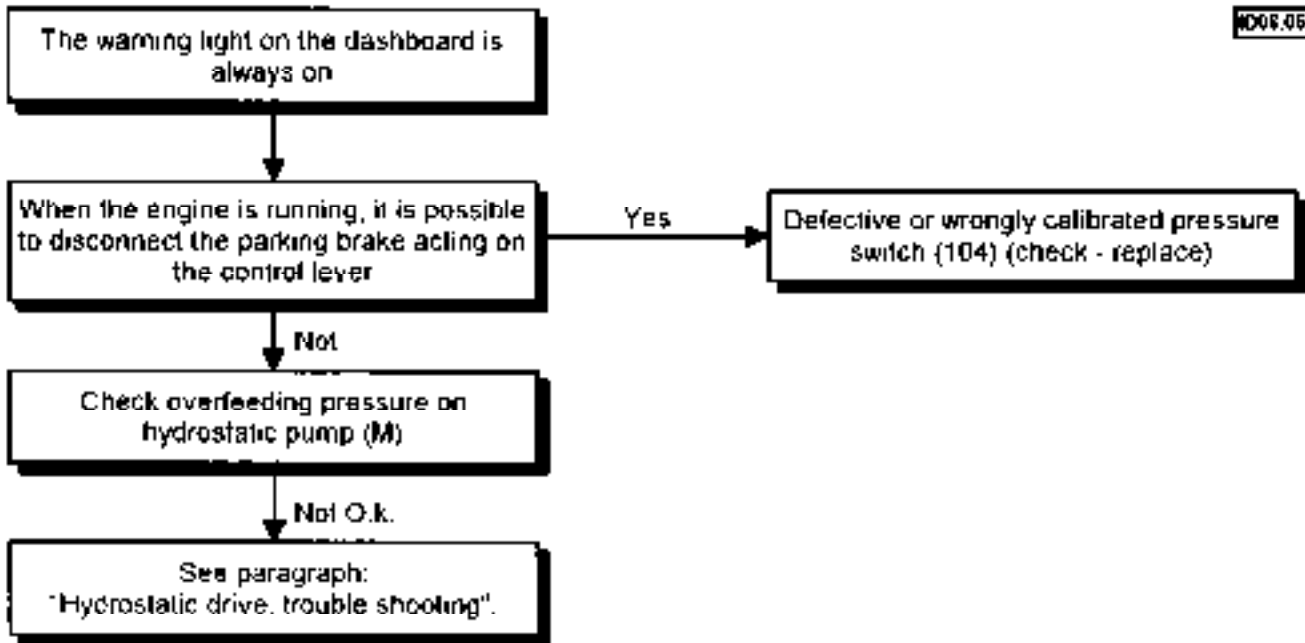 The warning light on the dashboard is
always on
When the engine is running, it is possible
to disconnect the parking brake acting on
the control lever
Yes
Defective or wrongly calibrated pressure
switch (104) (check - replace)
Not
Check overfeeding pressure on
hydrostatic pump (M)
Not O.k.
See paragraph:
"Hydrostatic drive, trouble shooting".